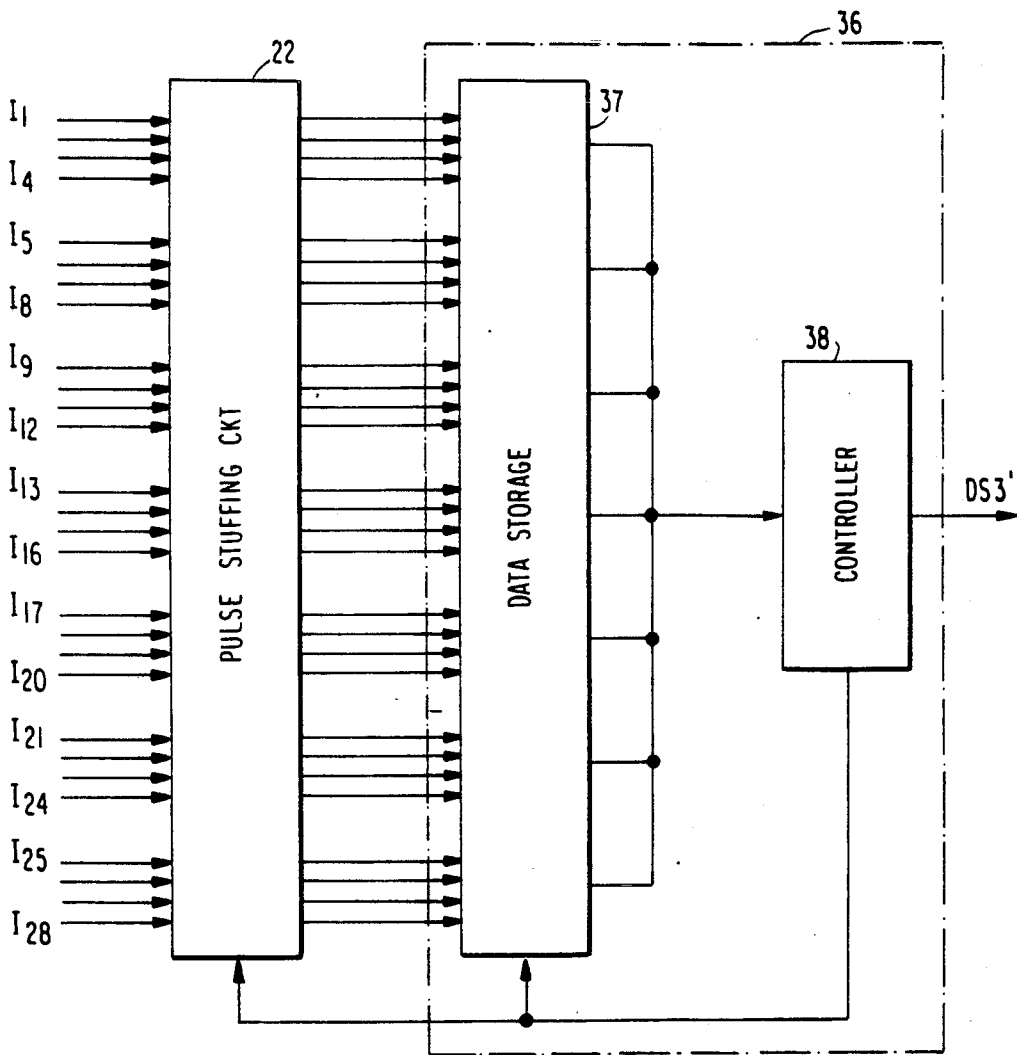 36
22
37
I1
I4
I5
I8
I9
I12
I13
I16
I17
I20
I21
I24
I25
I28
PULSE STUFFING CKT
DATA STORAGE
38
CONTROLLER
DS3'